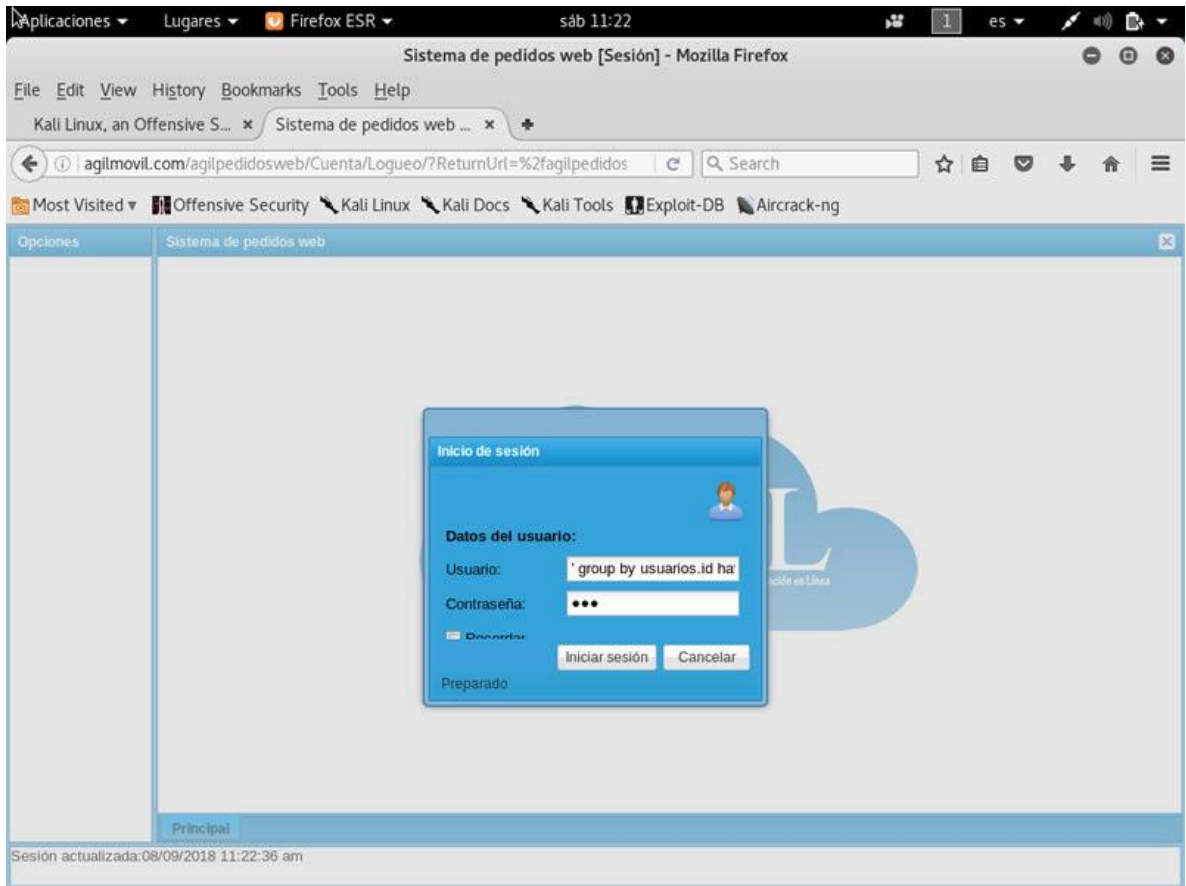 Aplicaciones Lugares Firefox ESR sáb 11:22 1 es
Sistema de pedidos web [Sesión] - Mozilla Firefox
File Edit View History Bookmarks Tools Help
Kali Linux, an Offensive S... Sistema de pedidos web ...
agilmovil.com/agilpedidosweb/Cuenta/Logueo/?ReturnUrl=%2fagilpedidos Search
Most Visited Offensive Security Kali Linux Kali Docs Kali Tools Exploit-DB Aircrack-ng
Opciones Sistema de pedidos web
Inicio de sesión
Datos del usuario:
Usuario: ' group by usuarios.id ha
Contraseña: •••
Recordar
Iniciar sesión Cancelar
Preparado
L
en Línea
Principal
Sesión actualizada:08/09/2018 11:22:36 am